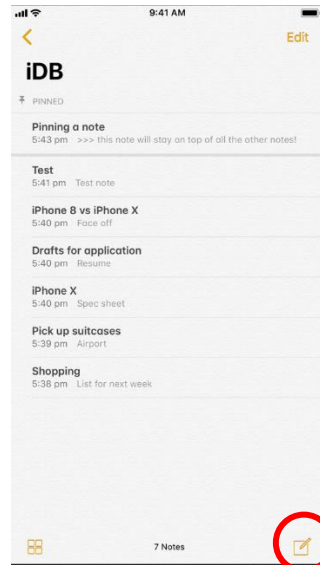 9:41 AM
Edit
iDB
PINNED
Pinning a note
5:43 pm >>> this note will stay on top of all the other notes!
Test
5:41 pm Test note
iPhone 8 vs iPhone X
5:40 pm Face off
Drafts for application
5:40 pm Resume
iPhone X
5:40 pm Spec sheet
Pick up suitcases
5:39 pm Airport
Shopping
5:38 pm List for next week
7 Notes